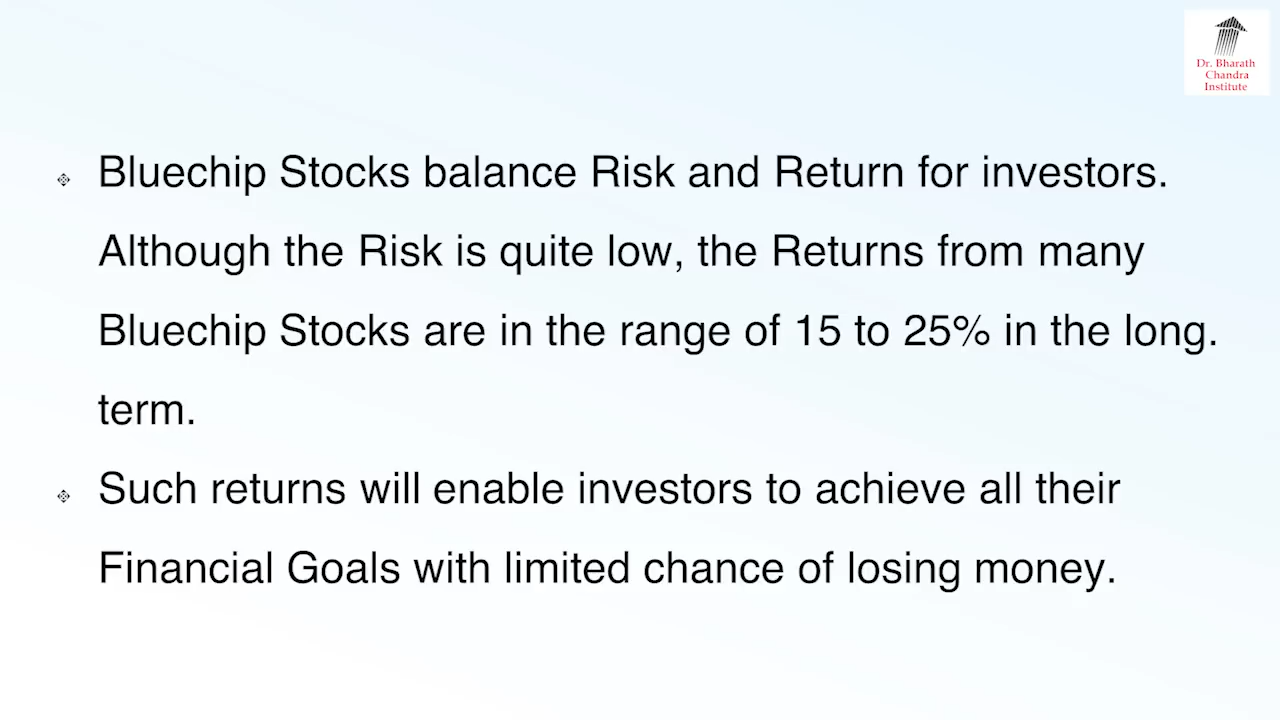 Dr. Bharath
Chandra
Institute
Bluechip Stocks balance Risk and Return for investors.
Although the Risk is quite low, the Returns from many
Bluechip Stocks are in the range of 15 to 25% in the long.
term.
Such returns will enable investors to achieve all their
Financial Goals with limited chance of losing money.